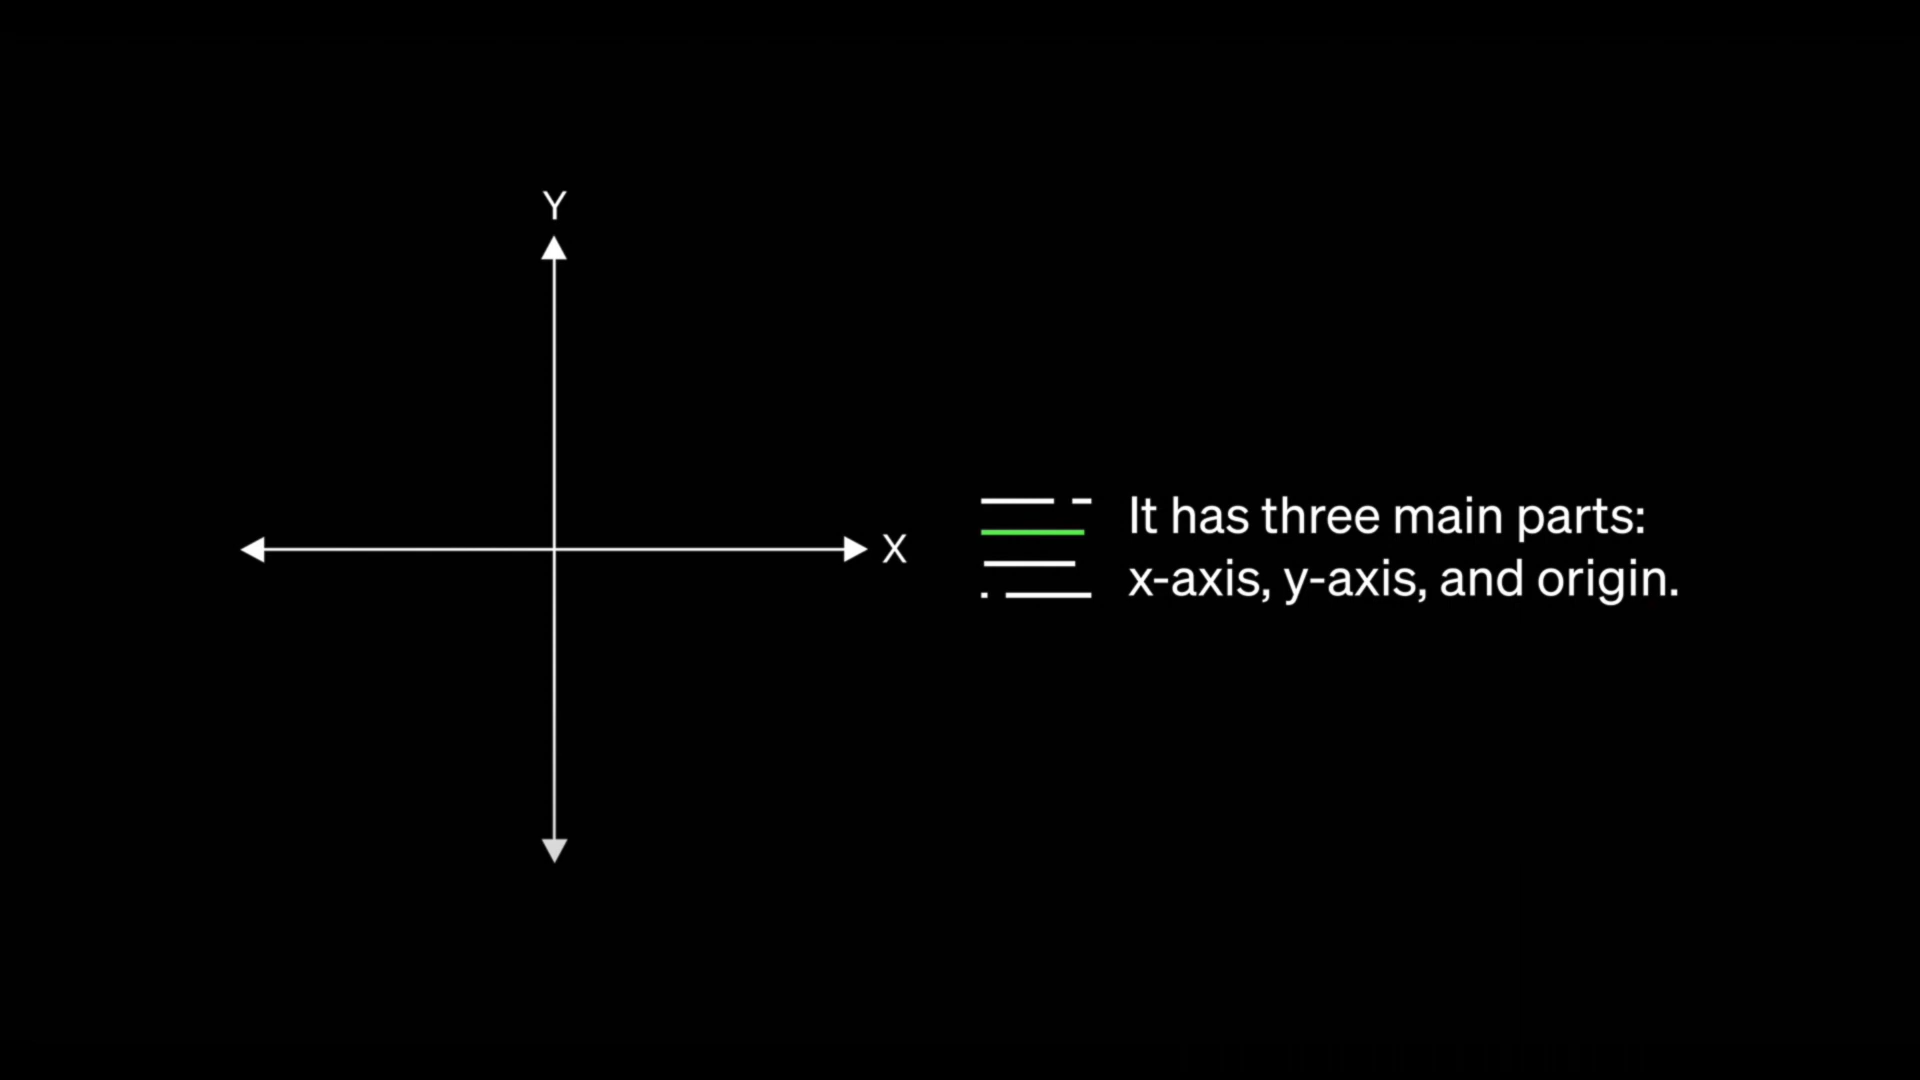 Y
X
It has three main parts:
x-axis, y-axis, and origin.